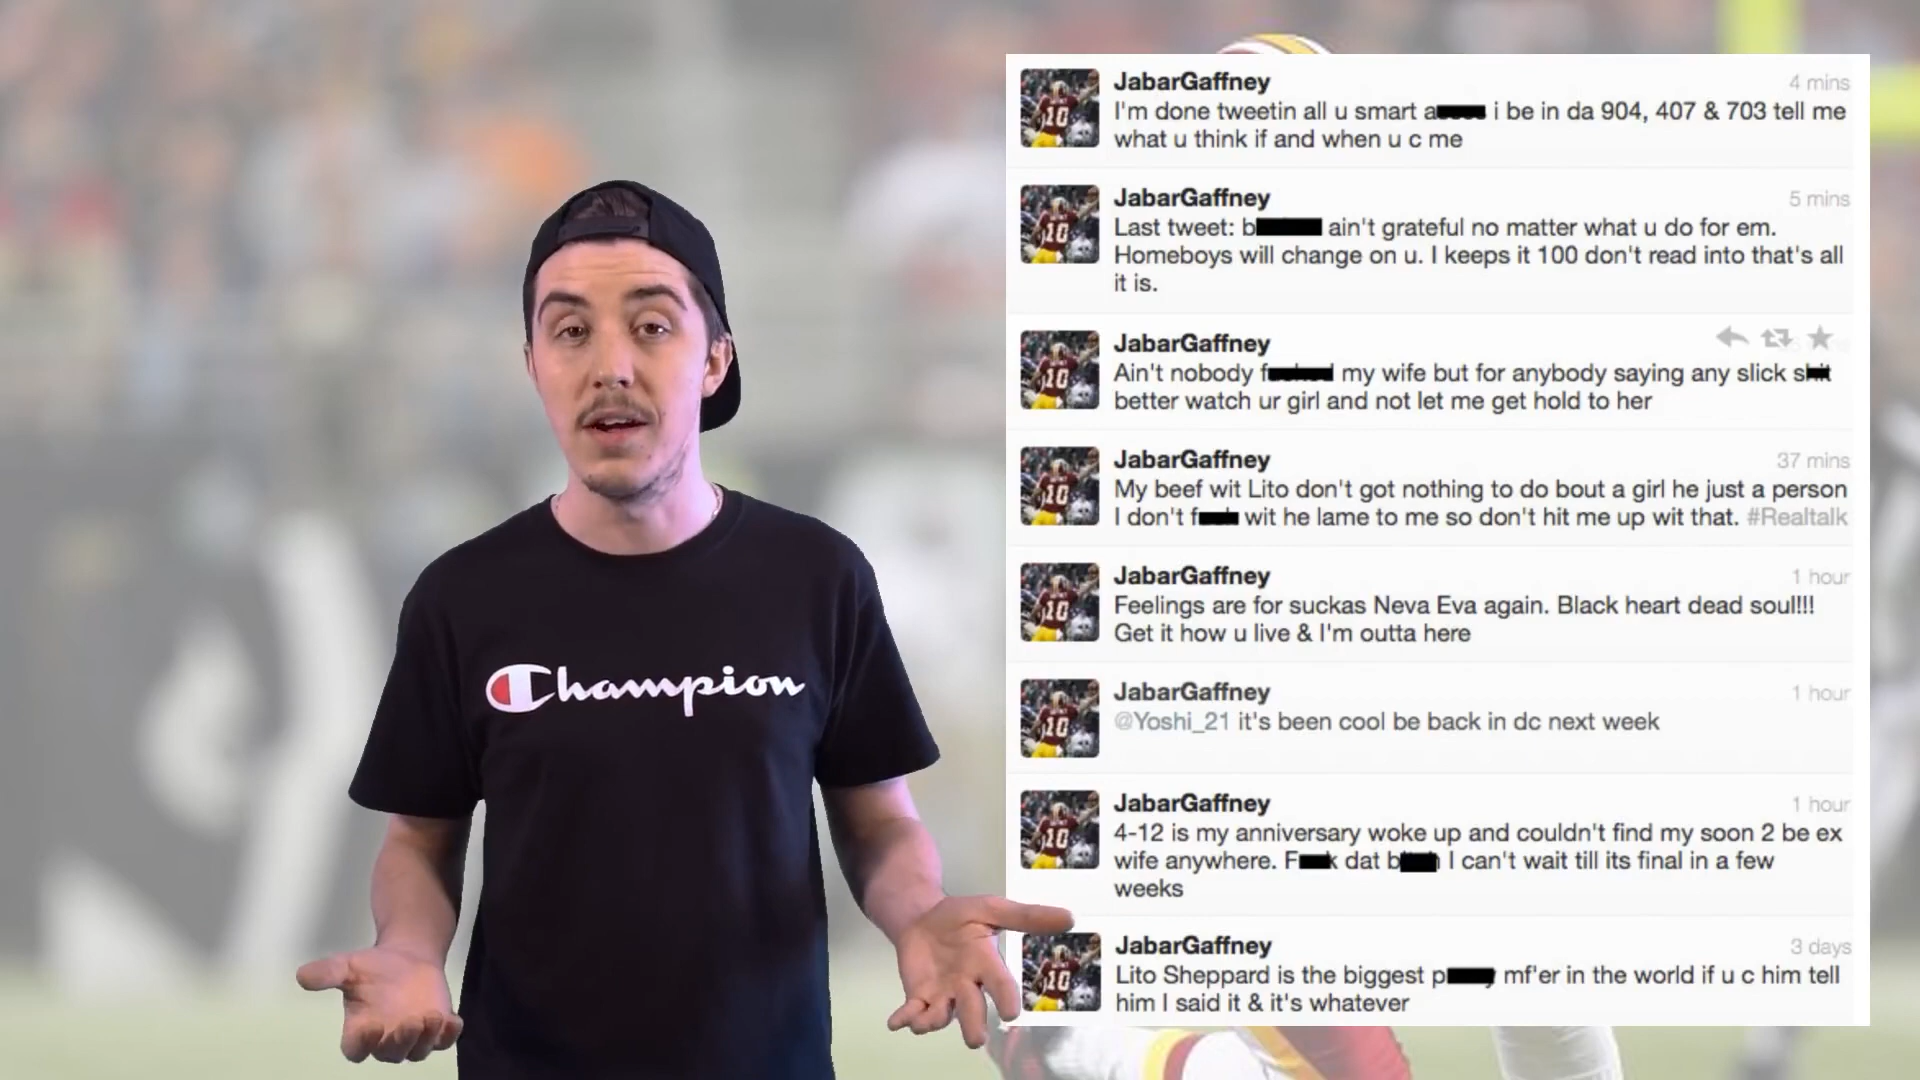 JabarGaffney 4 mins
I'm done tweetin all u smart a i be in da 904, 407 & 703 tell me
what u think if and when u c me
JabarGaffney 5 mins
Last tweet: b ain't grateful no matter what u do for em.
Homeboys will change on u. I keeps it 100 don't read into that's all
it is.
JabarGaffney
Ain't nobody f my wife but for anybody saying any slick s
better watch ur girl and not let me get hold to her
JabarGaffney 37 mins
My beef wit Lito don't got nothing to do bout a girl he just a person
I don't f wit he lame to me so don't hit me up wit that. #Realtalk
JabarGaffney 1 hour
Feelings are for suckas Neva Eva again. Black heart dead soul!!!
Get it how u live & I'm outta here
JabarGaffney 1 hour
@Yoshi_21 it's been cool be back in dc next week
JabarGaffney 1 hour
4-12 is my anniversary woke up and couldn't find my soon 2 be ex
wife anywhere. F k dat b I can't wait till its final in a few
weeks
JabarGaffney 3 days
Lito Sheppard is the biggest p mf'er in the world if u c him tell
him I said it & it's whatever
Champion